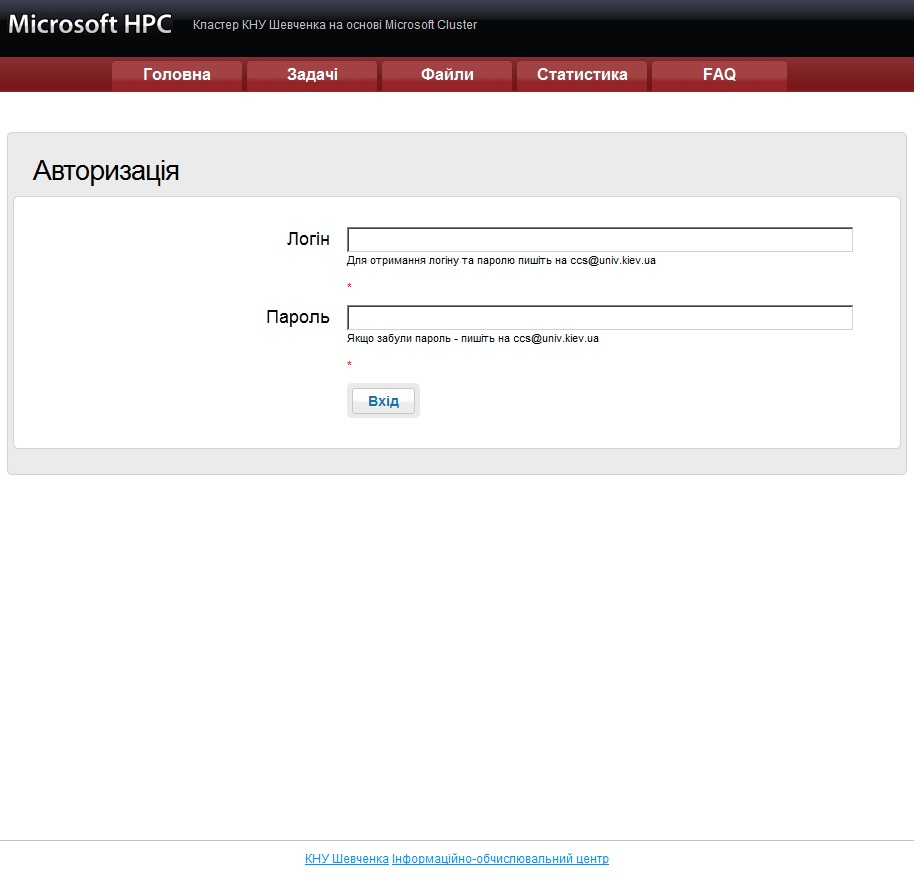 Microsoft HPC Кластер КНУ Шевченка на основі Microsoft Cluster
Головна Задачі Файли Статистика FAQ
Авторизація
Логін
Для отримання логіну та паролю пишіть на ccs@univ.kiev.ua
*
Пароль
Якщо забули пароль - пишіть на ccs@univ.kiev.ua
*
Вхід
КНУ Шевченка Інформаційно-обчислювальний центр